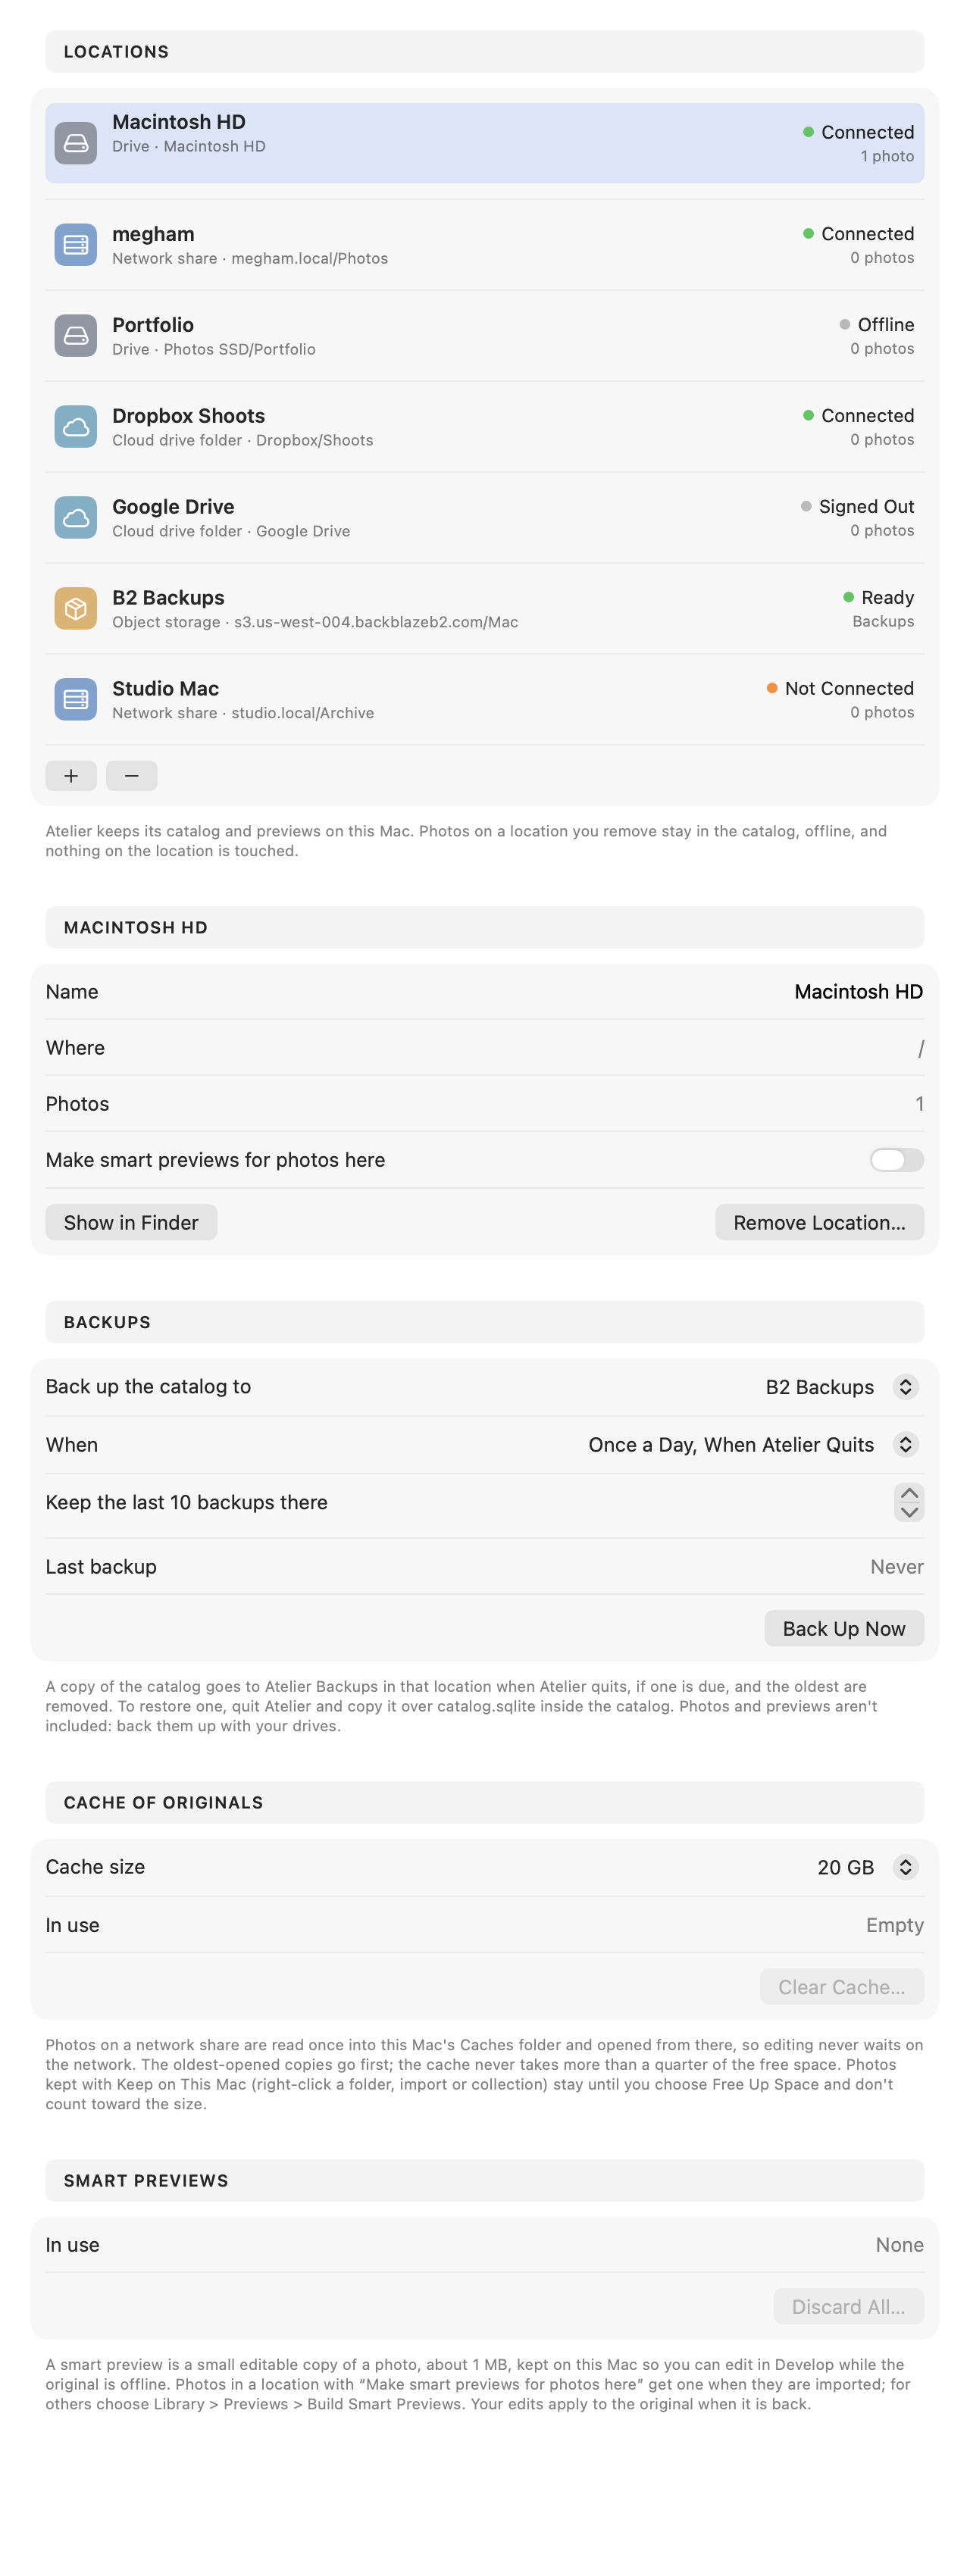 LOCATIONS
Macintosh HD
Drive · Macintosh HD
Connected
1 photo
megham
Network share · megham.local/Photos
Connected
0 photos
Portfolio
Drive · Photos SSD/Portfolio
Offline
0 photos
Dropbox Shoots
Cloud drive folder · Dropbox/Shoots
Connected
0 photos
Google Drive
Cloud drive folder · Google Drive
Signed Out
0 photos
B2 Backups
Object storage · s3.us-west-004.backblazeb2.com/Mac
Ready
Backups
Studio Mac
Network share · studio.local/Archive
Not Connected
0 photos
Atelier keeps its catalog and previews on this Mac. Photos on a location you remove stay in the catalog, offline, and
nothing on the location is touched.
MACINTOSH HD
Name
Macintosh HD
Where
/
Photos
1
Make smart previews for photos here
Show in Finder
Remove Location...
BACKUPS
Back up the catalog to
B2 Backups
When
Once a Day, When Atelier Quits
Keep the last 10 backups there
Last backup
Never
Back Up Now
A copy of the catalog goes to Atelier Backups in that location when Atelier quits, if one is due, and the oldest are
removed. To restore one, quit Atelier and copy it over catalog.sqlite inside the catalog. Photos and previews aren't
included: back them up with your drives.
CACHE OF ORIGINALS
Cache size
20 GB
In use
Empty
Clear Cache...
Photos on a network share are read once into this Mac's Caches folder and opened from there, so editing never waits on
the network. The oldest-opened copies go first; the cache never takes more than a quarter of the free space. Photos
kept with Keep on This Mac (right-click a folder, import or collection) stay until you choose Free Up Space and don't
count toward the size.
SMART PREVIEWS
In use
None
Discard All...
A smart preview is a small editable copy of a photo, about 1 MB, kept on this Mac so you can edit in Develop while the
original is offline. Photos in a location with “Make smart previews for photos here” get one when they are imported; for
others choose Library > Previews > Build Smart Previews. Your edits apply to the original when it is back.